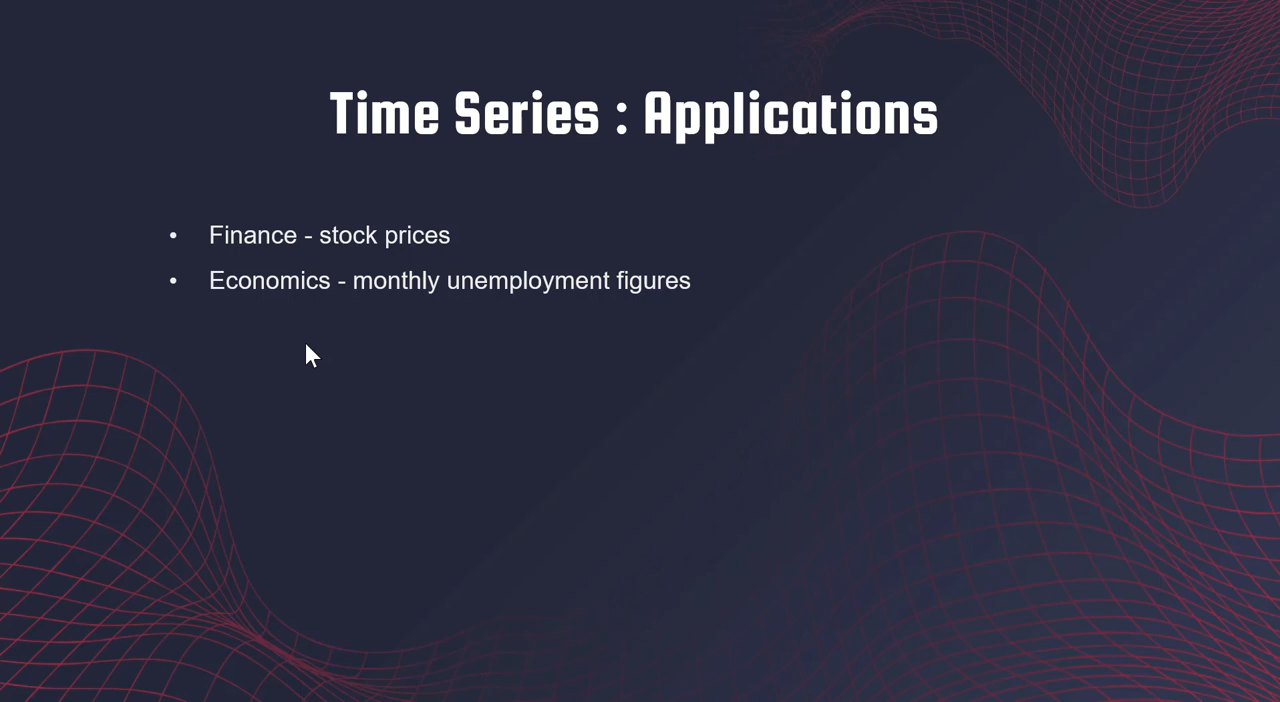 Time Series : Applications
• Finance - stock prices
• Economics - monthly unemployment figures